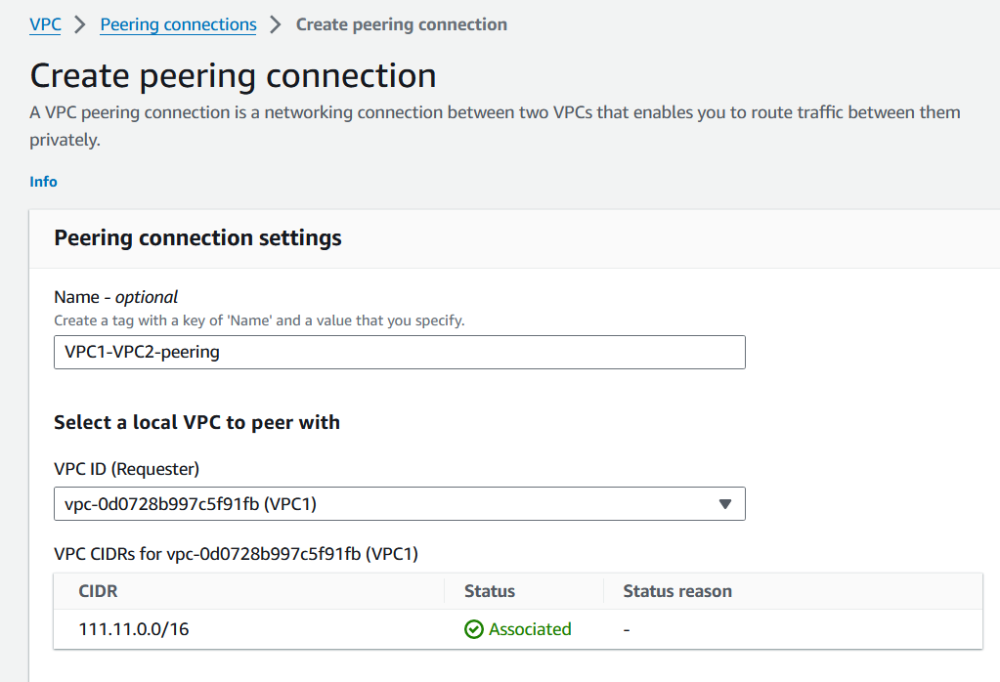 VPC > Peering connections > Create peering connection
Create peering connection
A VPC peering connection is a networking connection between two VPCs that enables you to route traffic between them
privately.
Info
Peering connection settings
Name - optional
Create a tag with a key of 'Name' and a value that you specify.
VPC1-VPC2-peering
Select a local VPC to peer with
VPC ID (Requester)
vpc-0d0728b997c5f91fb (VPC1)
VPC CIDRs for vpc-0d0728b997c5f91fb (VPC1)
CIDR Status Status reason
111.11.0.0/16 Associated -